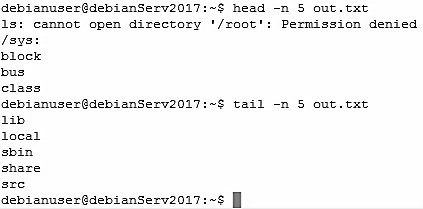 debianuser@debianServ2017:~$ head -n 5 out.txt
ls: cannot open directory '/root': Permission denied
/sys:
block
bus
class
debianuser@debianServ2017:~$ tail -n 5 out.txt
lib
local
sbin
share
src
debianuser@debianServ2017:~$